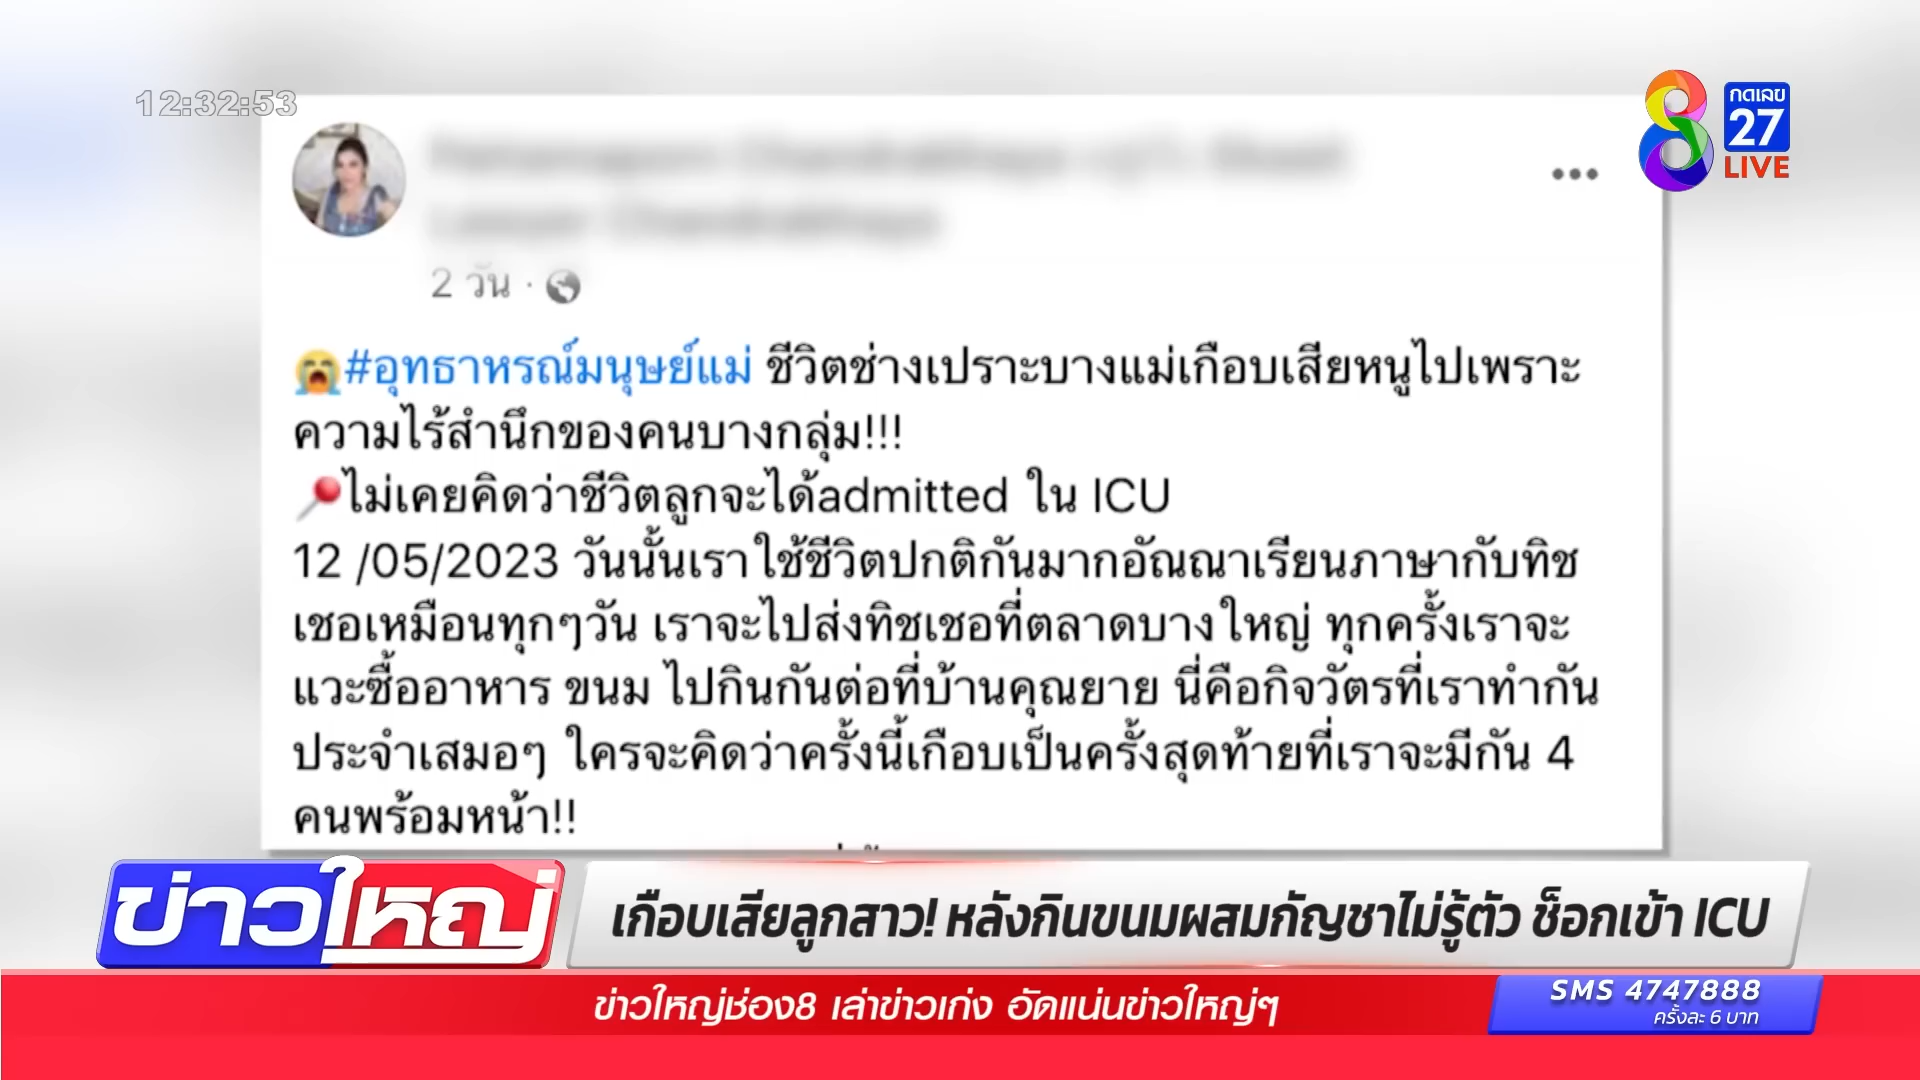 12:32:53
8
กดเลข
27
LIVE
2 วัน ·
#อุทธาหรณ์มนุษย์แม่ ชีวิตช่างเปราะบางแม่เกือบเสียหนูไปเพราะ
ความไร้สำนึกของคนบางกลุ่ม!!!
ไม่เคยคิดว่าชีวิตลูกจะได้admitted ใน ICU
12 /05/2023 วันนั้นเราใช้ชีวิตปกติกันมากอัณณาเรียนภาษากับทิช
เชอเหมือนทุกๆวัน เราจะไปส่งทิชเชอที่ตลาดบางใหญ่ ทุกครั้งเราจะ
แวะซื้ออาหาร ขนม ไปกินกันต่อที่บ้านคุณยาย นี่คือกิจวัตรที่เราทำกัน
ประจำเสมอๆ ใครจะคิดว่าครั้งนี้เกือบเป็นครั้งสุดท้ายที่เราจะมีกัน 4
คนพร้อมหน้า!!
ข่าวใหญ่
เกือบเสียลูกสาว! หลังกินขนมผสมกัญชาไม่รู้ตัว ช็อกเข้า ICU
ข่าวใหญ่ช่อง8 เล่าข่าวเก่ง อัดแน่นข่าวใหญ่ๆ
SMS 4747888
ครั้งละ 6 บาท